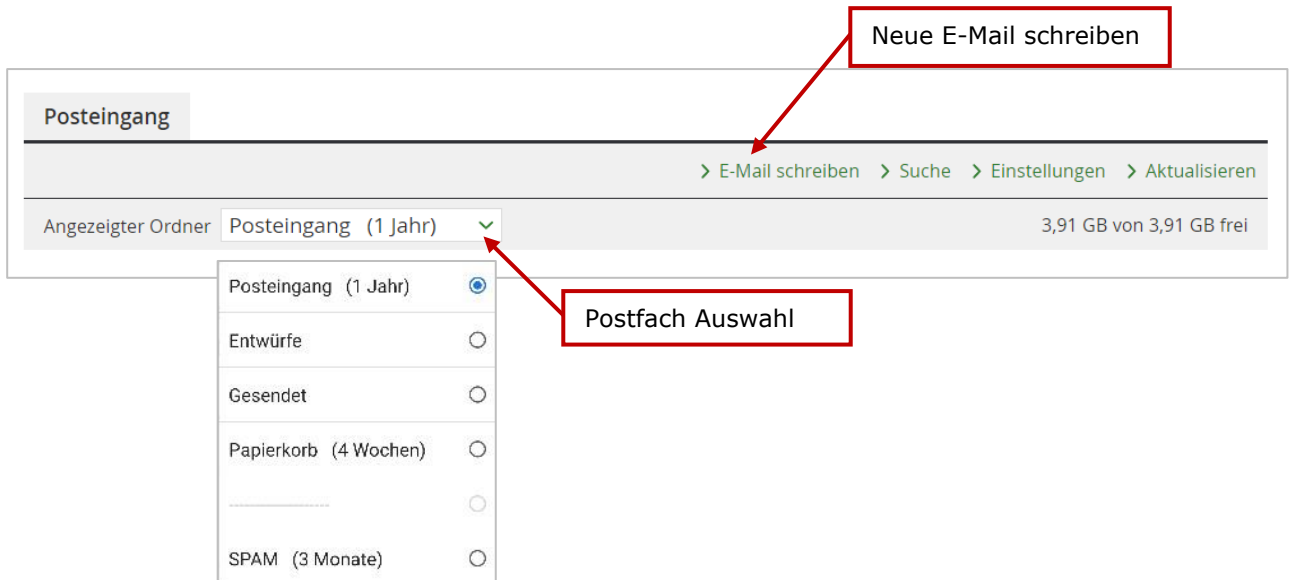 Neue E-Mail schreiben
Posteingang
E-Mail schreiben Suche Einstellungen Aktualisieren
Angezeigter Ordner Posteingang (1 Jahr) 3,91 GB von 3,91 GB frei
Posteingang (1 Jahr)
Postfach Auswahl
Entwürfe
Gesendet
Papierkorb (4 Wochen)
--------------------
SPAM (3 Monate)